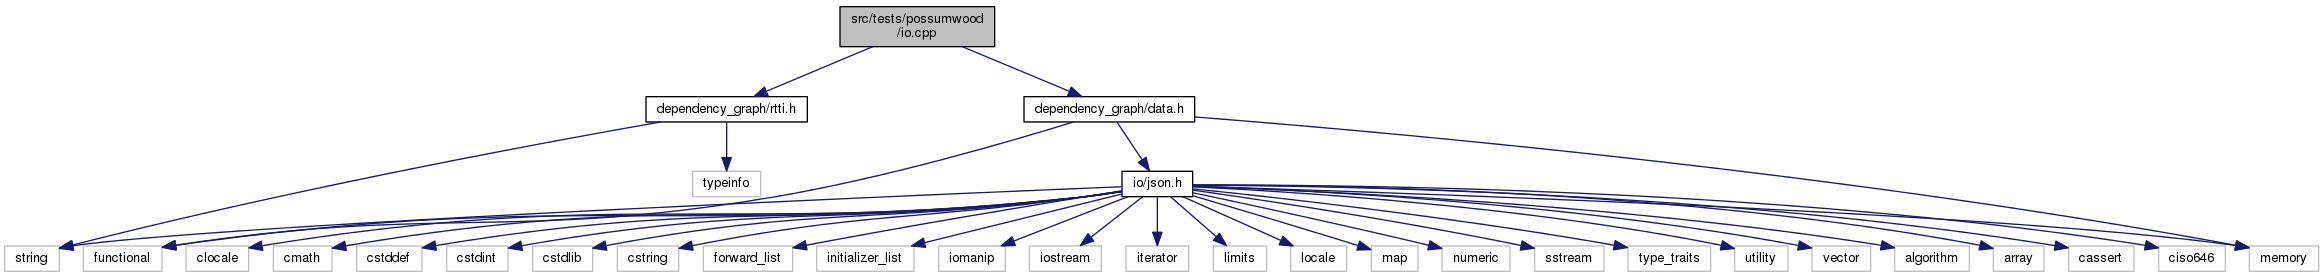 src/tests/possumwood
/io.cpp
dependency_graph/rtti.h
dependency_graph/data.h
typeinfo
io/json.h
string
functional
clocale
cmath
cstddef
cstdint
cstdlib
cstring
forward_list
initializer_list
iomanip
iostream
iterator
limits
locale
map
numeric
sstream
type_traits
utility
vector
algorithm
array
cassert
ciso646
memory